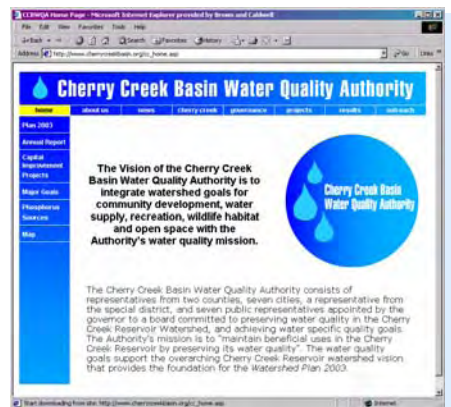 CCBWQA Home Page - Microsoft Internet Explorer provided by Brown and Caldwell
File Edit View Favorites Tools Help
Back Search Favorites History
Address http://www.cherrycreekbasin.org/cc_home.asp Links
Cherry Creek Basin Water Quality Authority
home about us news cherry creek governance projects results outreach
Plan 2003
Annual Report
Capital
Improvement
Projects
Major Goals
Phosphorus
Sources
Map
The Vision of the Cherry Creek
Basin Water Quality Authority is to
integrate watershed goals for
community development, water
supply, recreation, wildlife habitat
and open space with the
Authority's water quality mission.
Cherry Creek Basin
Water Quality Authority
The Cherry Creek Basin Water Quality Authority consists of
representatives from two counties, seven cities, a representative from
the special district, and seven public representatives appointed by the
governor to a board committed to preserving water quality in the Cherry
Creek Reservoir Watershed, and achieving water specific quality goals.
The Authority's mission is to "maintain beneficial uses in the Cherry
Creek Reservoir by preserving its water quality". The water quality
goals support the overarching Cherry Creek Reservoir watershed vision
that provides the foundation for the Watershed Plan 2003.
Start downloading from site: http://www.cherrycreekbasin.org/cc_home.asp Internet